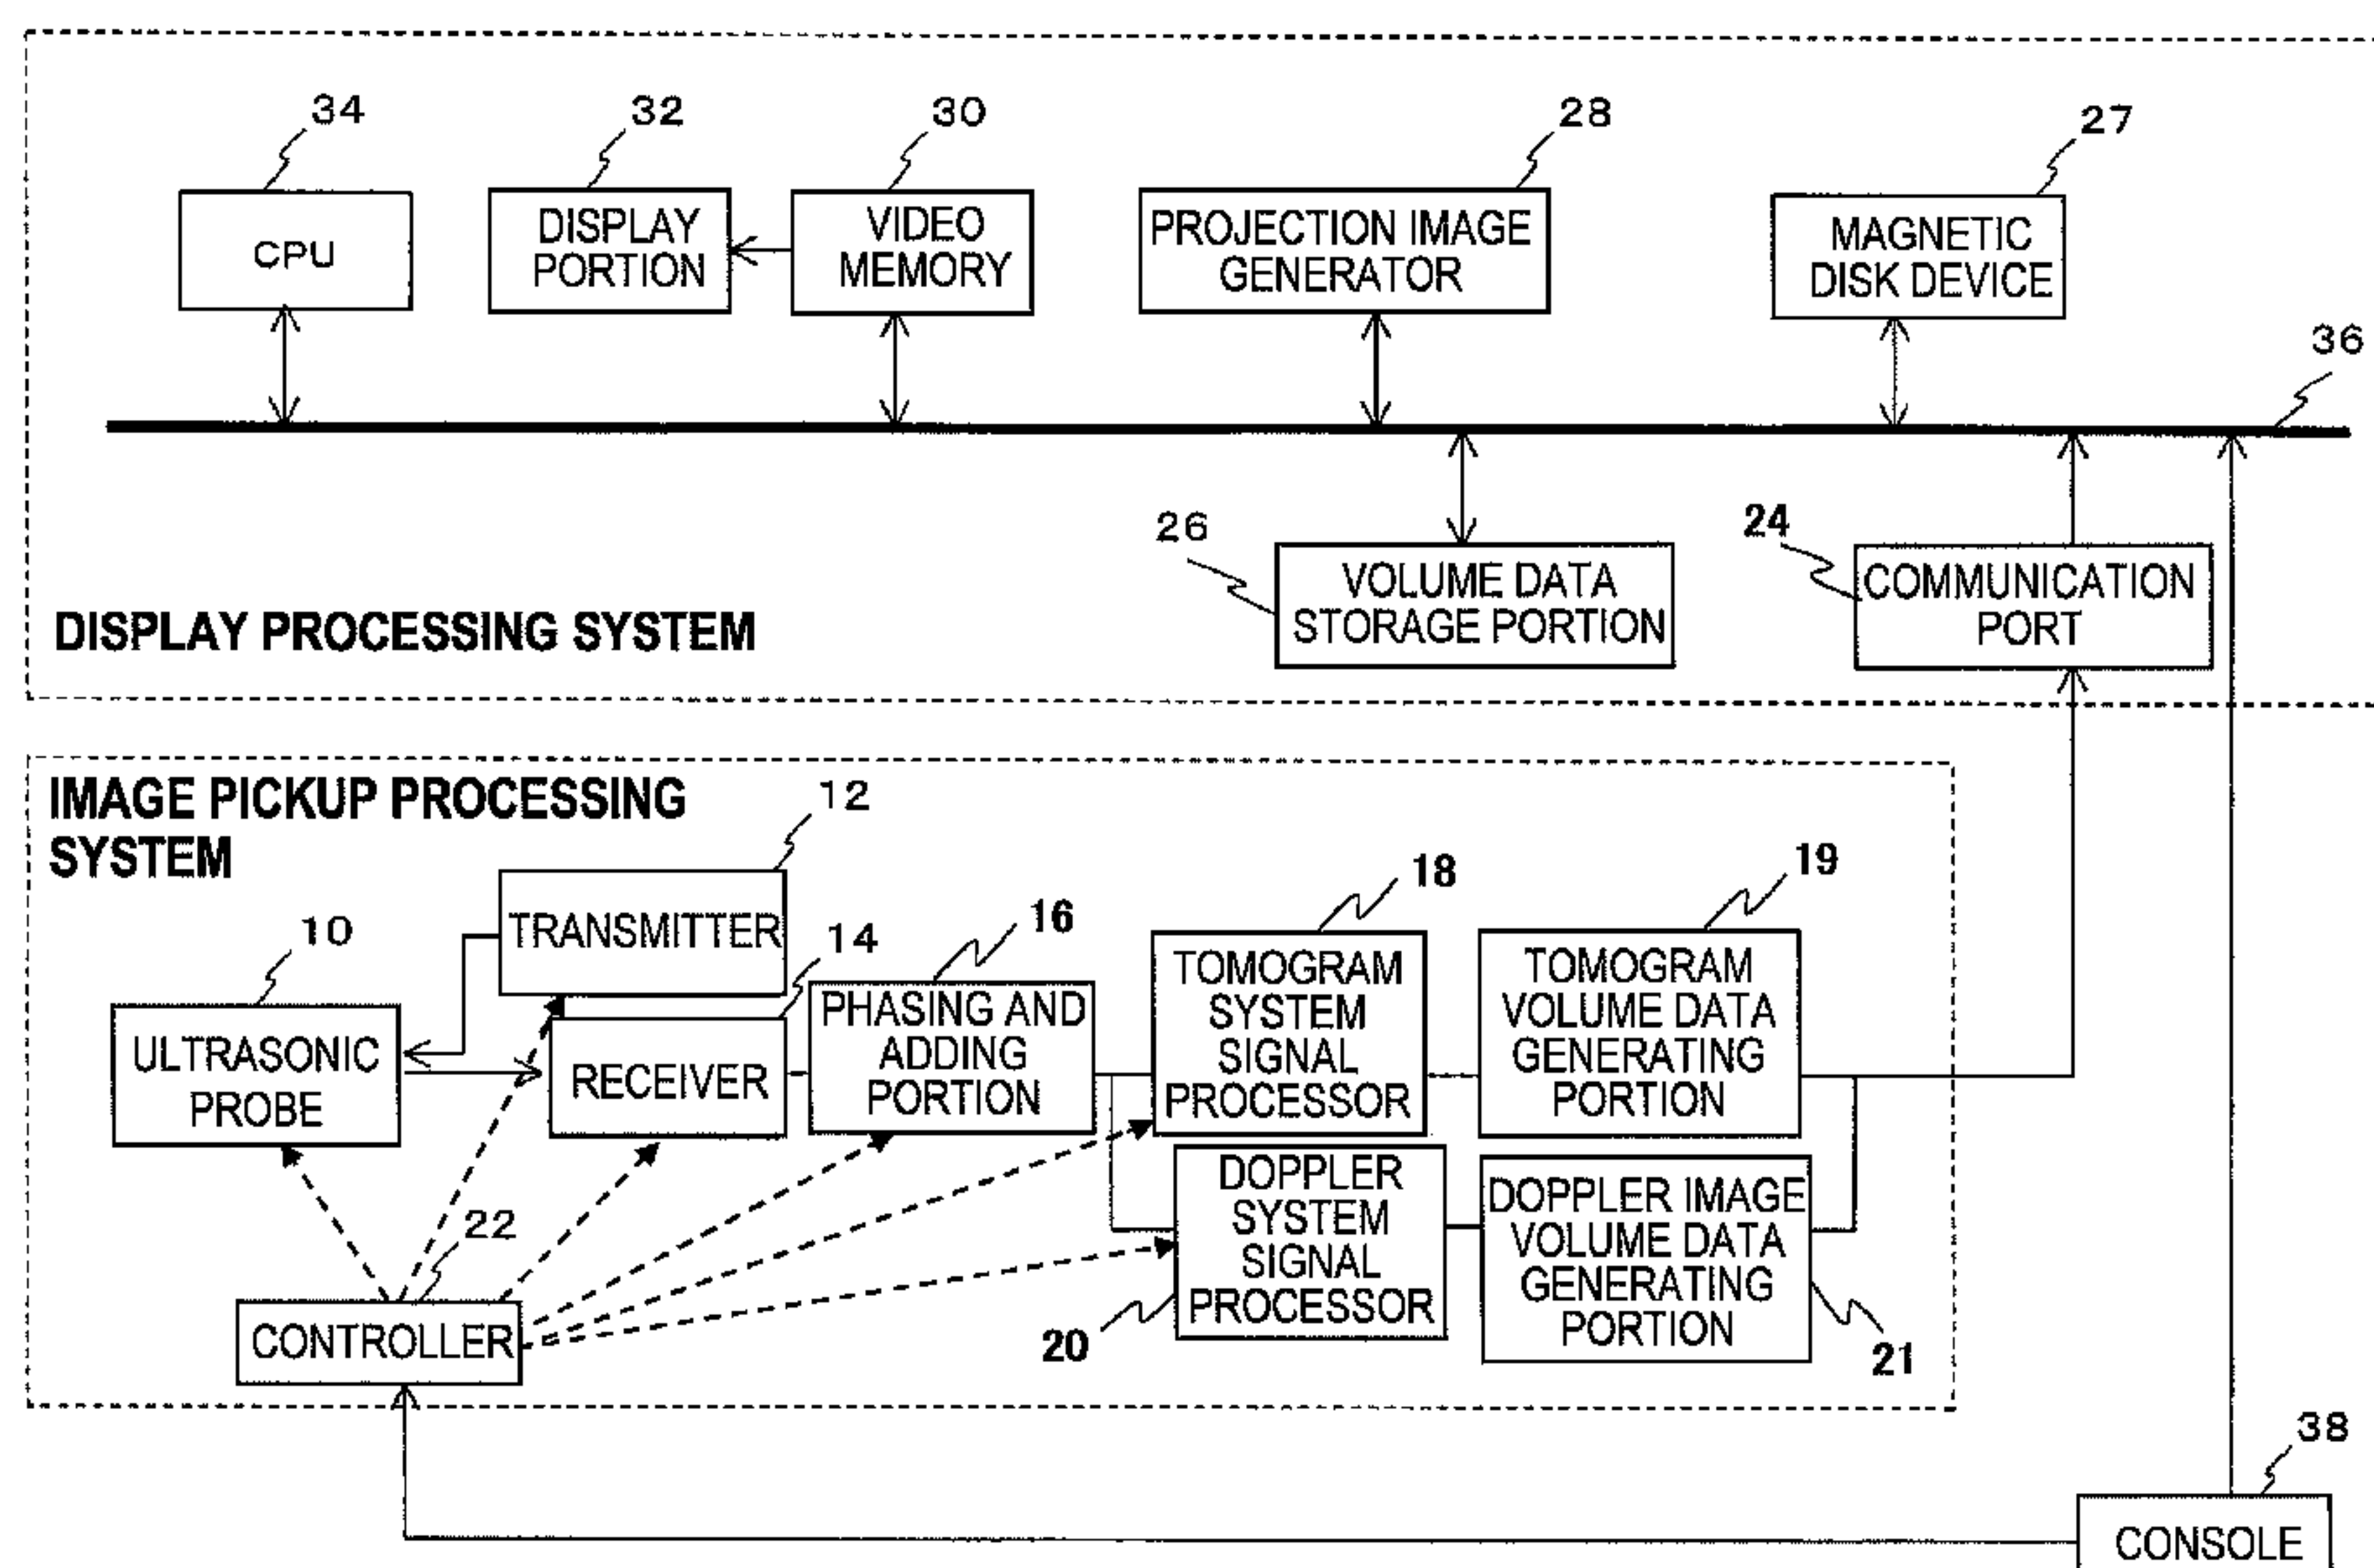 34
32
30
28
27
CPU
DISPLAY
PORTION
VIDEO
MEMORY
PROJECTION IMAGE
GENERATOR
MAGNETIC
DISK DEVICE
36
26
VOLUME DATA
STORAGE PORTION
24
COMMUNICATION
PORT
DISPLAY PROCESSING SYSTEM
IMAGE PICKUP PROCESSING
SYSTEM
12
TRANSMITTER
10
ULTRASONIC
PROBE
14
RECEIVER
16
PHASING AND
ADDING
PORTION
18
TOMOGRAM
SYSTEM
SIGNAL
PROCESSOR
19
TOMOGRAM
VOLUME DATA
GENERATING
PORTION
22
CONTROLLER
20
DOPPLER
SYSTEM
SIGNAL
PROCESSOR
DOPPLER IMAGE
VOLUME DATA
GENERATING
PORTION
21
38
CONSOLE